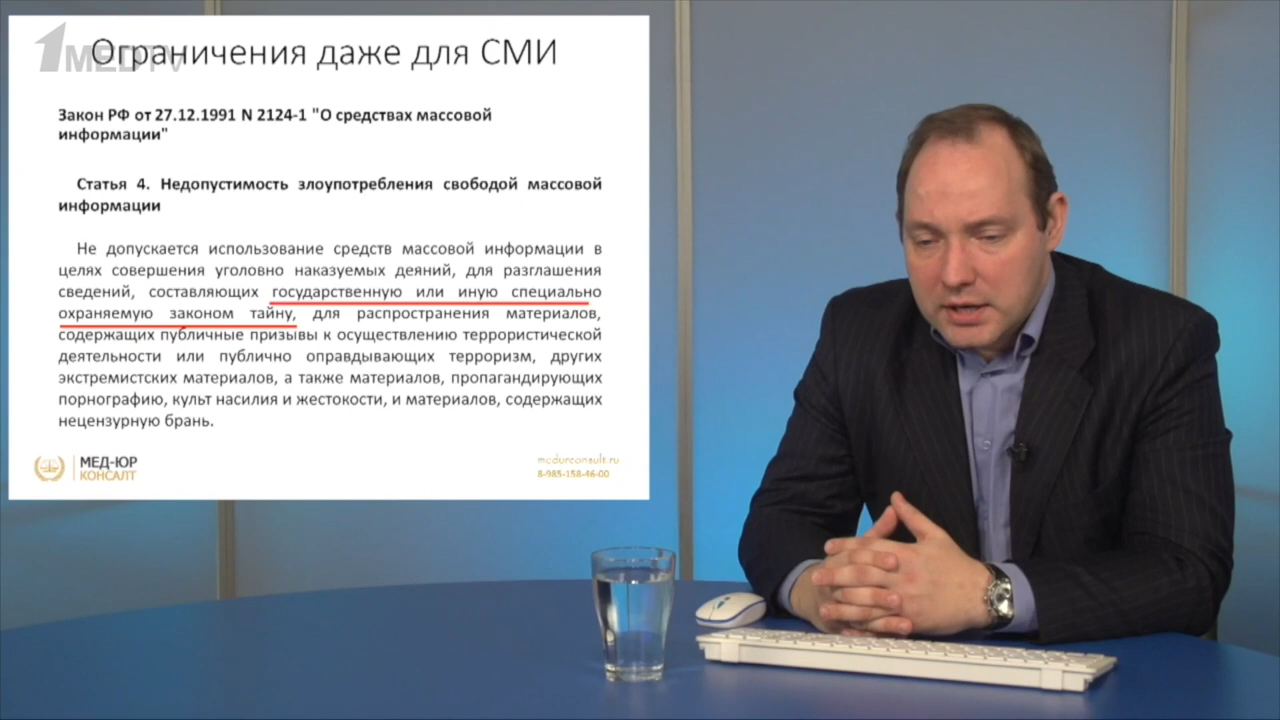 1MEDTV
Ограничения даже для СМИ
Закон РФ от 27.12.1991 N 2124-1 "О средствах массовой
информации"
Статья 4. Недопустимость злоупотребления свободой массовой
информации
Не допускается использование средств массовой информации в
целях совершения уголовно наказуемых деяний, для разглашения
сведений, составляющих государственную или иную специально
охраняемую законом тайну, для распространения материалов,
содержащих публичные призывы к осуществлению террористической
деятельности или публично оправдывающих терроризм, других
экстремистских материалов, а также материалов, пропагандирующих
порнографию, культ насилия и жестокости, и материалов, содержащих
нецензурную брань.
МЕД-ЮР
КОНСАЛТ
medurconsult.ru
8-985-158-46-00